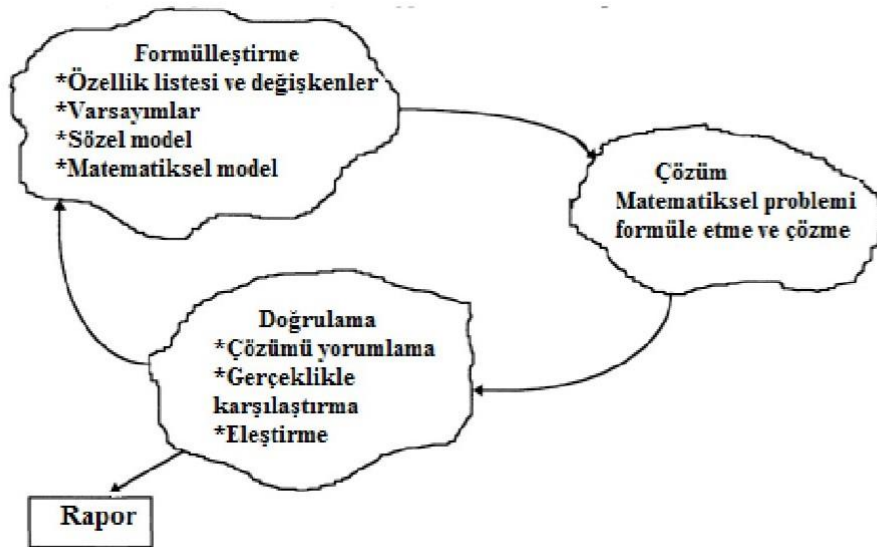 Formülleştirme
*Özellik listesi ve değişkenler
*Varsayımlar
*Sözel model
*Matematiksel model
Çözüm
Matematiksel problemi
formüle etme ve çözme
Doğrulama
*Çözümü yorumlama
*Gerçeklikle
karşılaştırma
*Eleştirme
Rapor